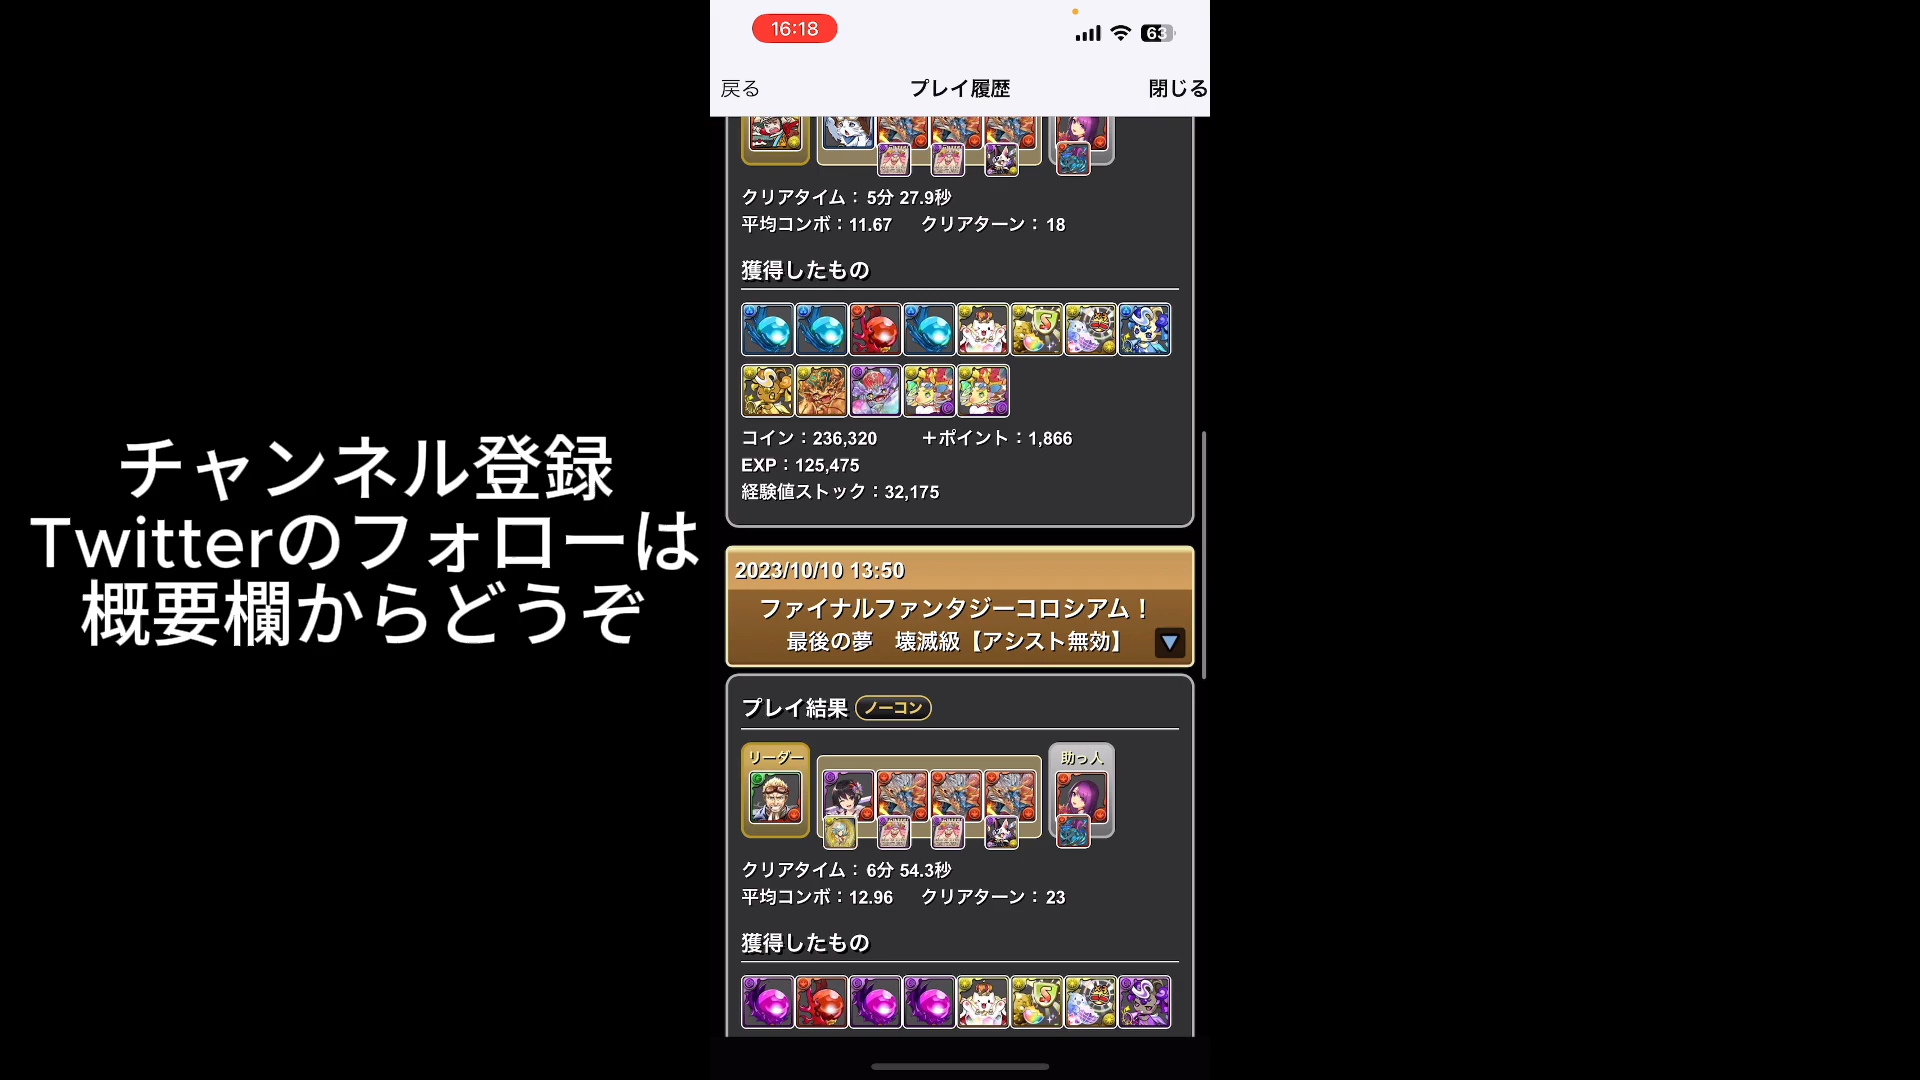 16:18
63
戻る
プレイ履歴
閉じる
クリアタイム： 5分 27.9秒
平均コンボ：11.67 クリアターン： 18
獲得したもの
コイン：236,320 ＋ポイント：1,866
EXP：125,475
経験値ストック：32,175
チャンネル登録
Twitterのフォローは
概要欄からどうぞ
2023/10/10 13:50
ファイナルファンタジーコロシアム！
最後の夢　壊滅級【アシスト無効】
プレイ結果 ノーコン
リーダー
助っ人
クリアタイム： 6分 54.3秒
平均コンボ：12.96 クリアターン： 23
獲得したもの